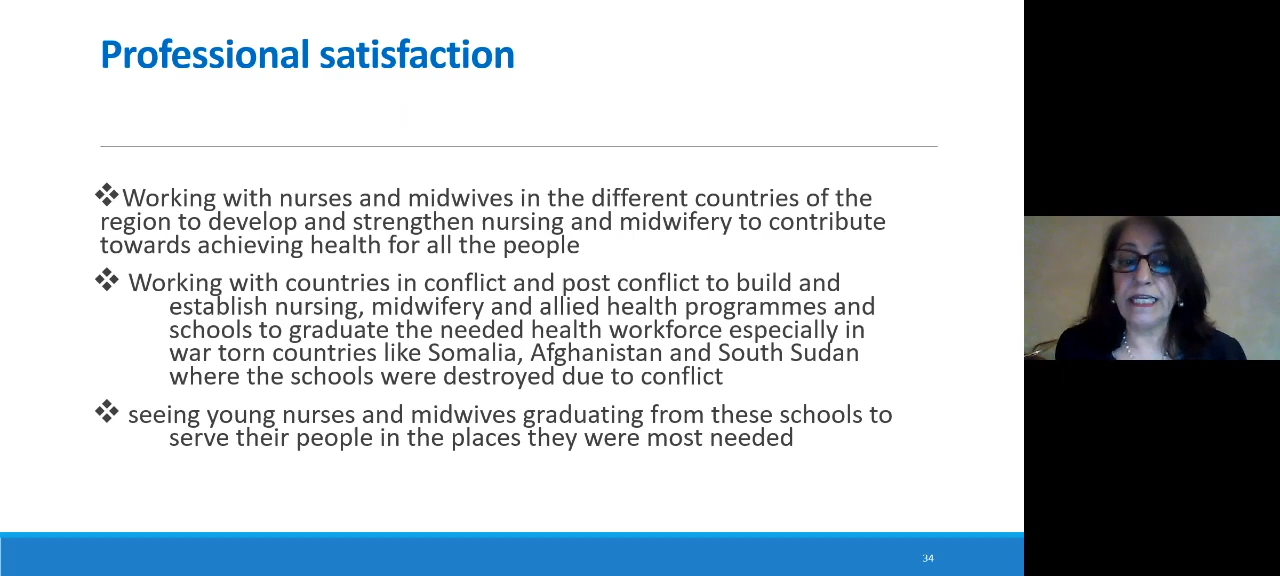 Professional satisfaction
❖Working with nurses and midwives in the different countries of the
region to develop and strengthen nursing and midwifery to contribute
towards achieving health for all the people
❖ Working with countries in conflict and post conflict to build and
establish nursing, midwifery and allied health programmes and
schools to graduate the needed health workforce especially in
war torn countries like Somalia, Afghanistan and South Sudan
where the schools were destroyed due to conflict
❖ seeing young nurses and midwives graduating from these schools to
serve their people in the places they were most needed
34